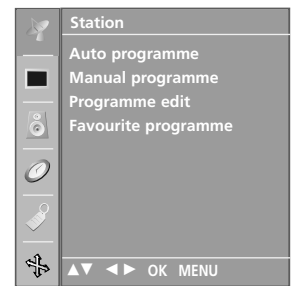 Station
Auto programme
Manual programme
Programme edit
Favourite programme
▲▼ ◄► OK MENU